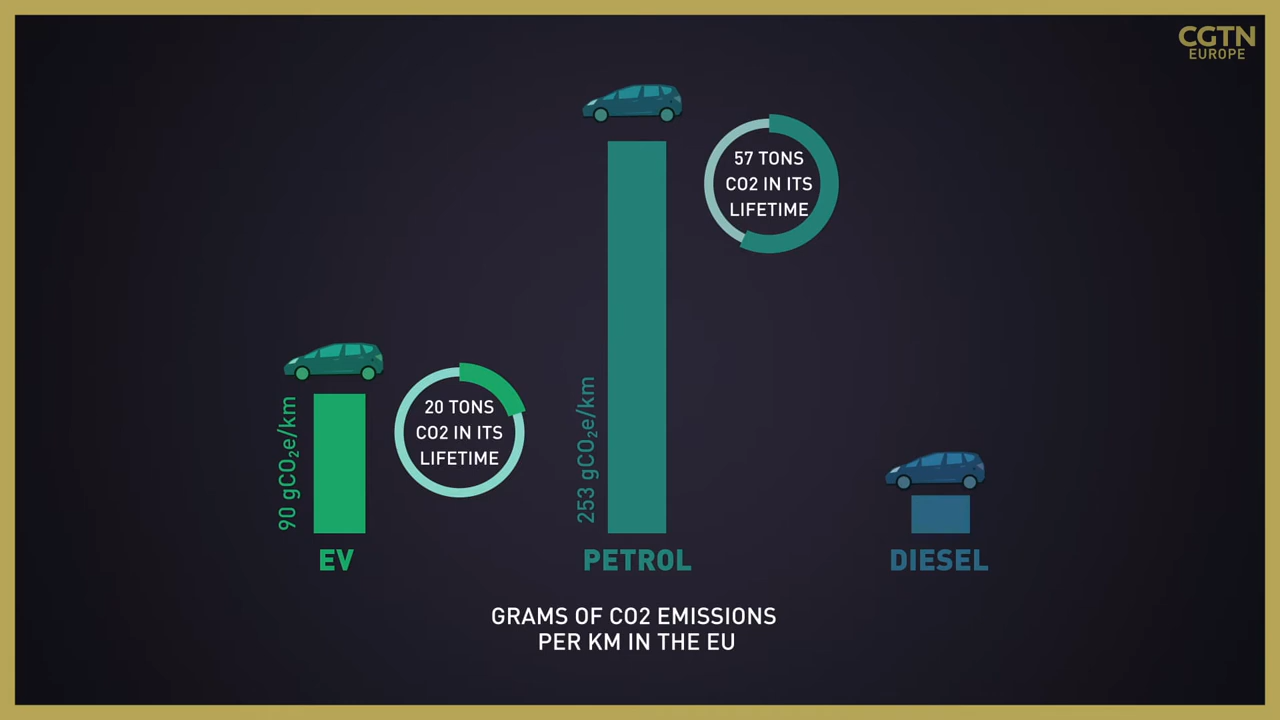 CGTN
EUROPE
57 TONS
CO2 IN ITS
LIFETIME
20 TONS
CO2 IN ITS
LIFETIME
90 gCO₂e/km
253 gCO₂e/km
EV
PETROL
DIESEL
GRAMS OF CO2 EMISSIONS
PER KM IN THE EU